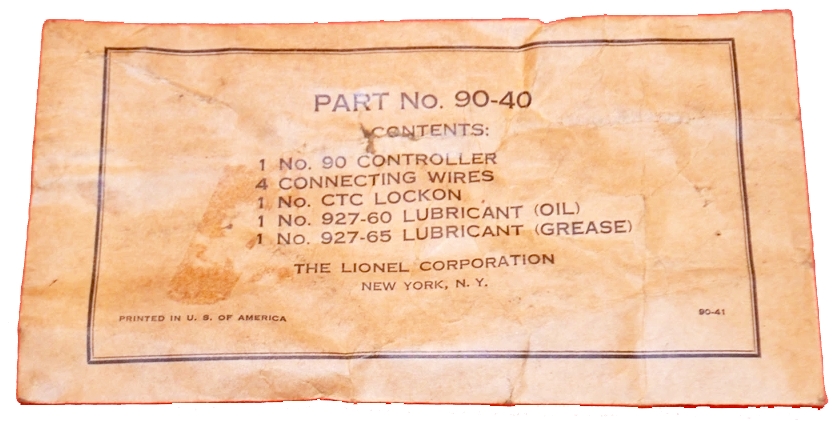 PART No. 90-40
CONTENTS:
1 No. 90 CONTROLLER
4 CONNECTING WIRES
1 No. CTC LOCKON
1 No. 927-60 LUBRICANT (OIL)
1 No. 927-65 LUBRICANT (GREASE)
THE LIONEL CORPORATION
NEW YORK, N. Y.
PRINTED IN U. S. OF AMERICA
90-41